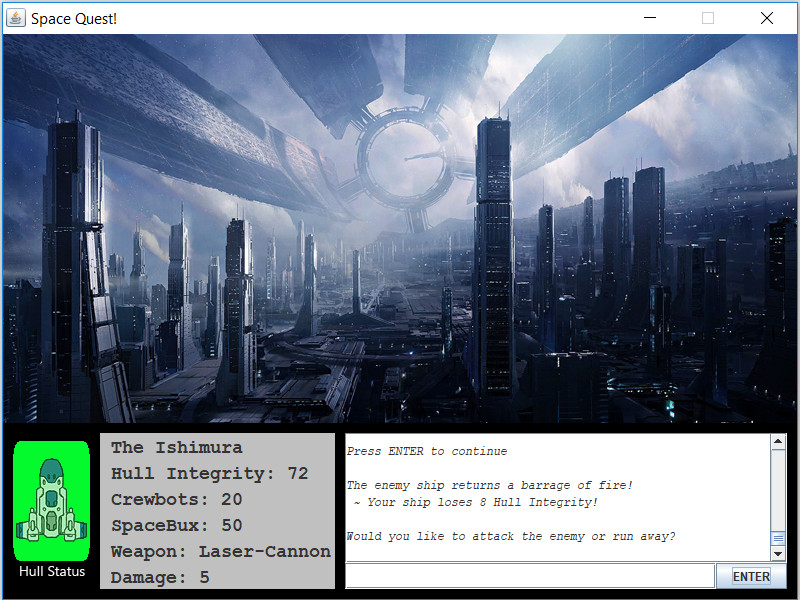 Space Quest!
The Ishimura
Hull Integrity: 72
Crewbots: 20
SpaceBux: 50
Weapon: Laser-Cannon
Damage: 5
Hull Status
Press ENTER to continue
The enemy ship returns a barrage of fire!
~ Your ship loses 8 Hull Integrity!
Would you like to attack the enemy or run away?
ENTER